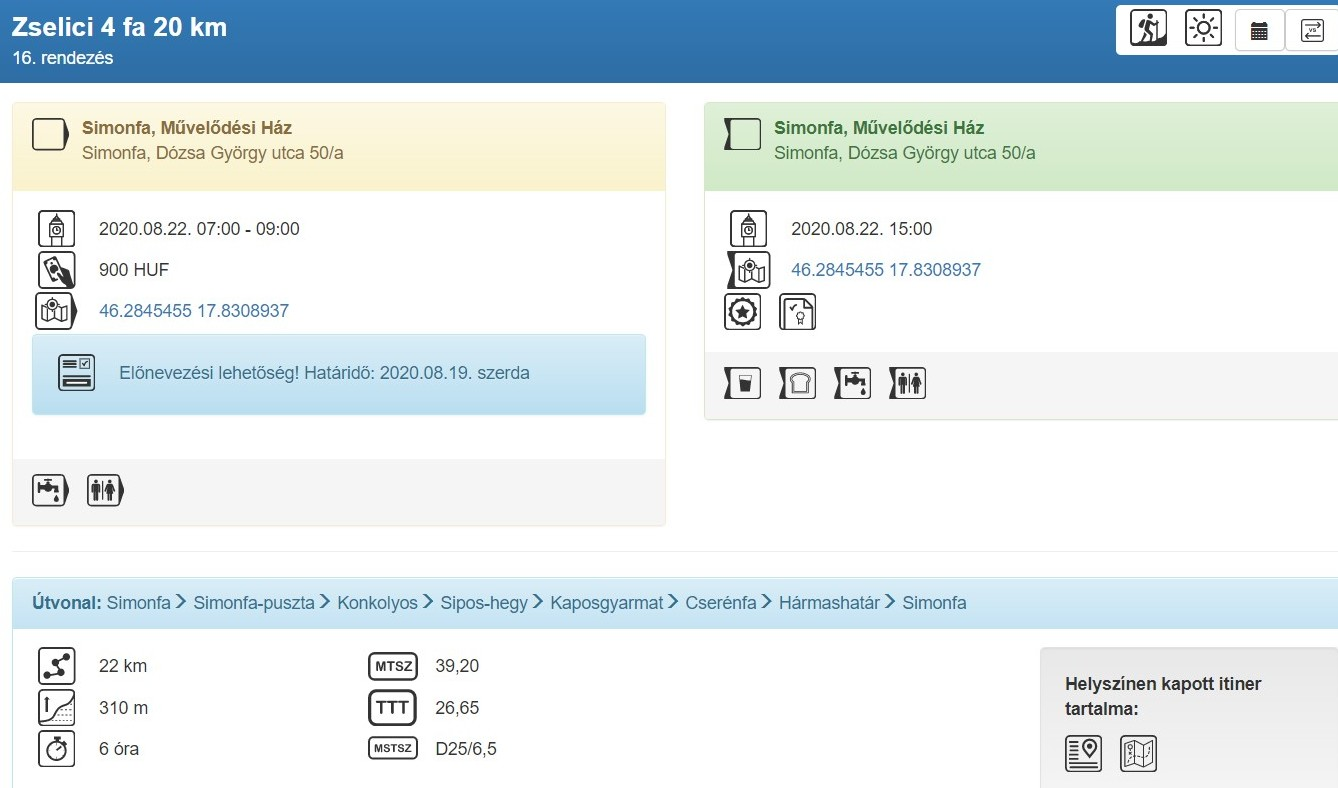 Zselici 4 fa 20 km
16. rendezés
VS
Simonfa, Művelődési Ház
Simonfa, Dózsa György utca 50/a
2020.08.22. 07:00 - 09:00
900 HUF
46.2845455 17.8308937
Előnevezési lehetőség! Határidő: 2020.08.19. szerda
Simonfa, Művelődési Ház
Simonfa, Dózsa György utca 50/a
2020.08.22. 15:00
46.2845455 17.8308937
Útvonal: Simonfa > Simonfa-puszta > Konkolyos > Sipos-hegy > Kaposgyarmat > Cserénfa > Hármashatár > Simonfa
22 km
310 m
6 óra
MTSZ 39,20
TTT 26,65
MSTSZ D25/6,5
Helyszínen kapott itiner
tartalma: